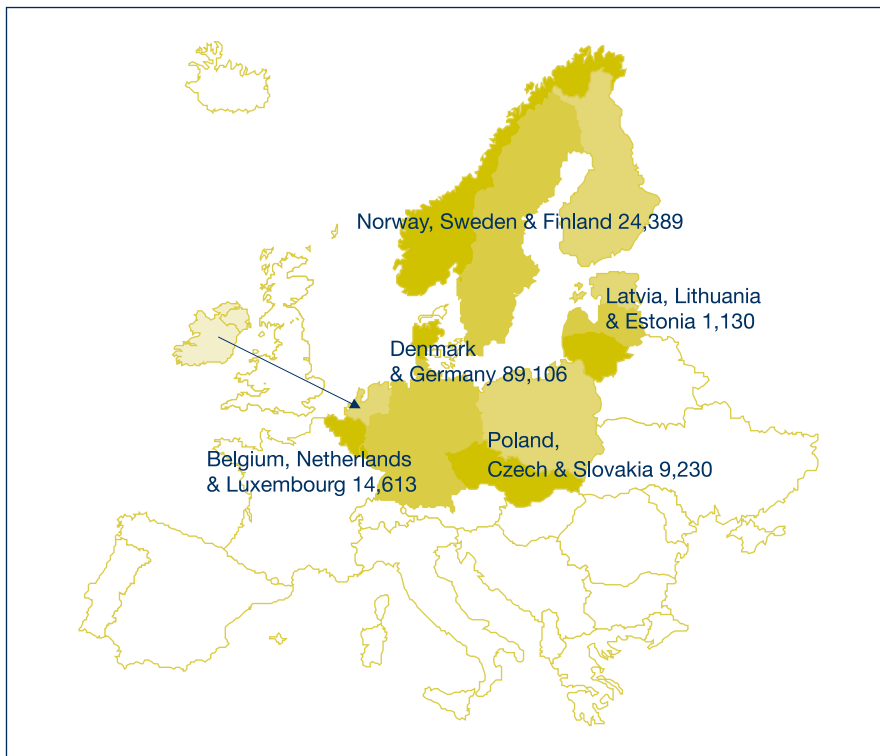 Norway, Sweden & Finland 24,389
Latvia, Lithuania
& Estonia 1,130
Denmark
& Germany 89,106
Poland,
Czech & Slovakia 9,230
Belgium, Netherlands
& Luxembourg 14,613